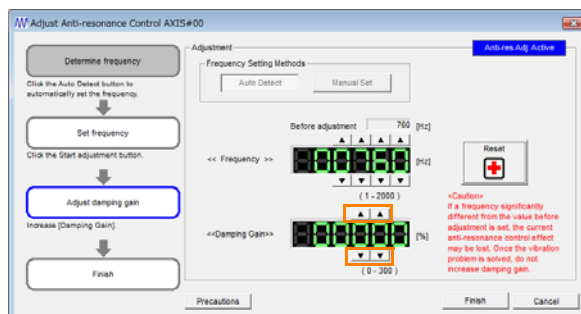 Adjust Anti-resonance Control AXIS#00
Determine frequency
Click the Auto Detect button to
automatically set the frequency.
Set frequency
Click the Start adjustment button.
Adjust damping gain
Increase [Damping Gain].
Finish
Adjustment
Anti-res Adj Active
Frequency Setting Methods
Auto Detect
Manual Set
Before adjustment 760 [Hz]
<< Frequency >>
[Hz]
( 1 - 2000 )
<<Damping Gain>>
[%]
( 0 - 300 )
Reset
<Caution>
If a frequency significantly
different from the value before
adjustment is set, the current
anti-resonance control effect
may be lost. Once the vibration
problem is solved, do not
increase damping gain.
Precautions
Finish
Cancel